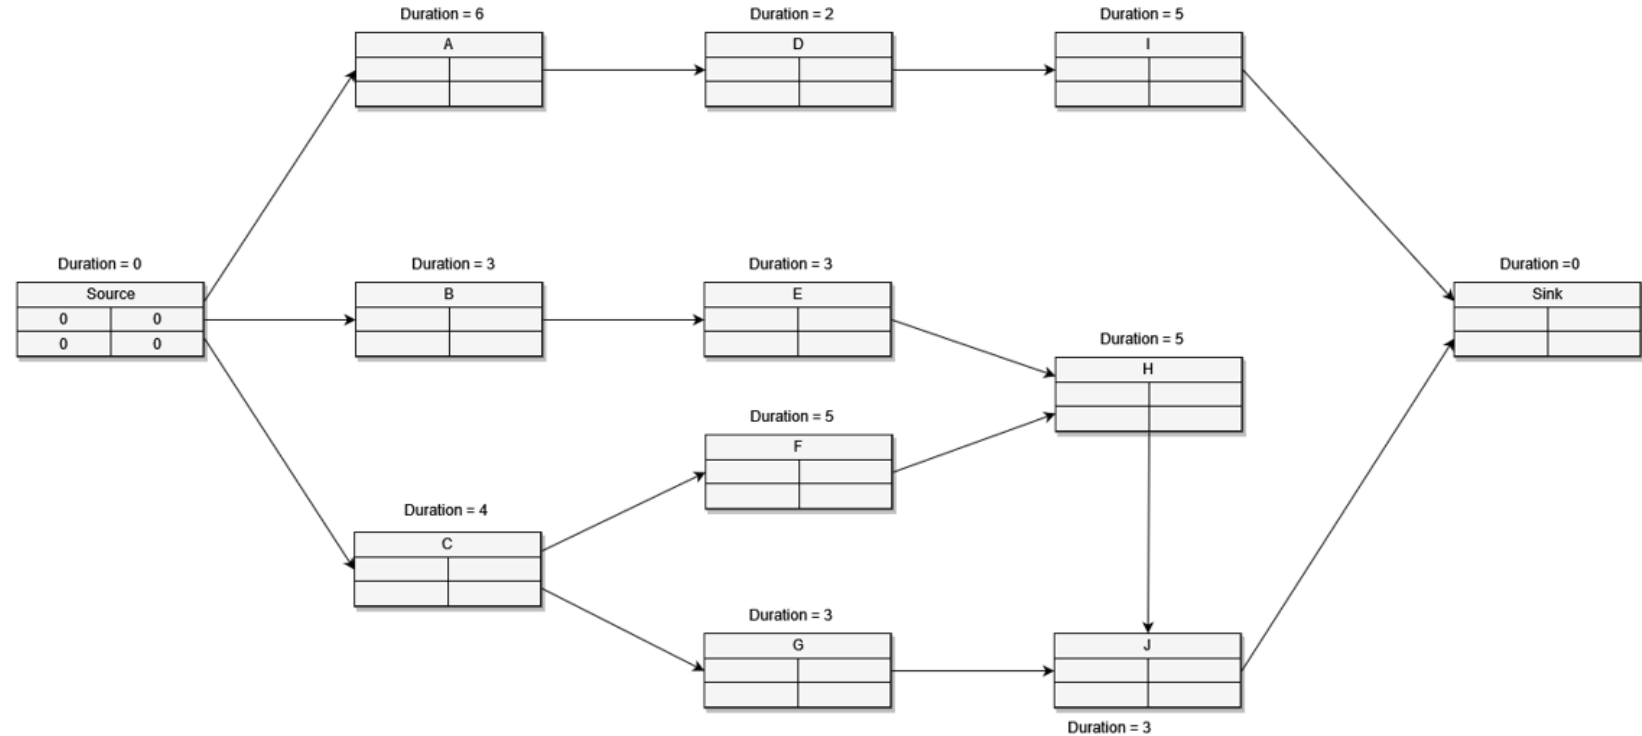 Duration = 6
Duration = 2
Duration = 5
A
D
I
Duration = 0
Duration = 3
Duration = 3
Duration =0
Source
B
E
Sink
0 0
0 0
Duration = 5
H
Duration = 5
F
Duration = 4
C
Duration = 3
G
J
Duration = 3